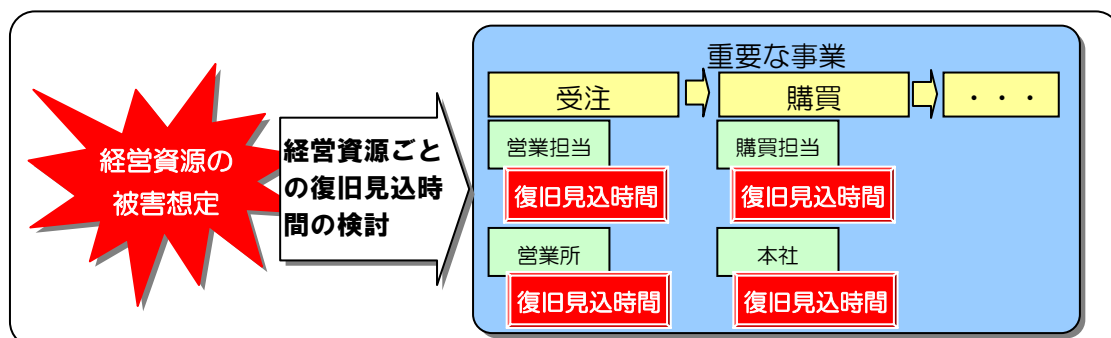 重要な事業
受注
購買
・・・
経営資源の
被害想定
経営資源ごと
の復旧見込時
間の検討
営業担当
復旧見込時間
購買担当
復旧見込時間
営業所
復旧見込時間
本社
復旧見込時間